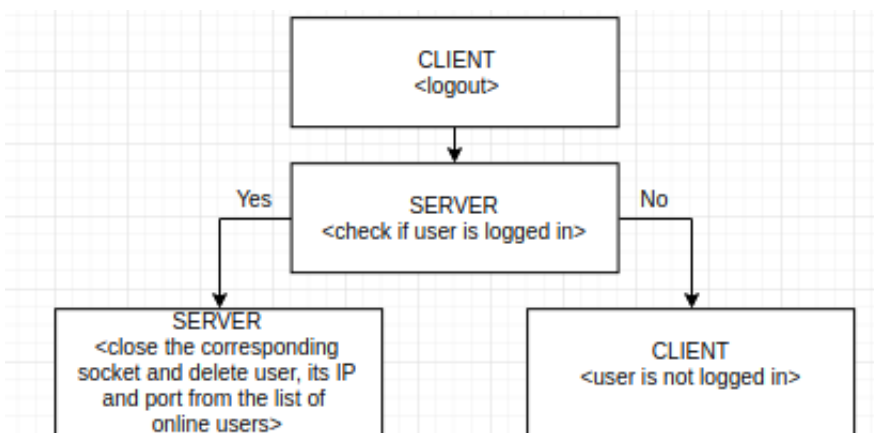 CLIENT
<logout>
Yes
SERVER
<check if user is logged in>
No
SERVER
<close the corresponding
socket and delete user, its IP
and port from the list of
online users>
CLIENT
<user is not logged in>